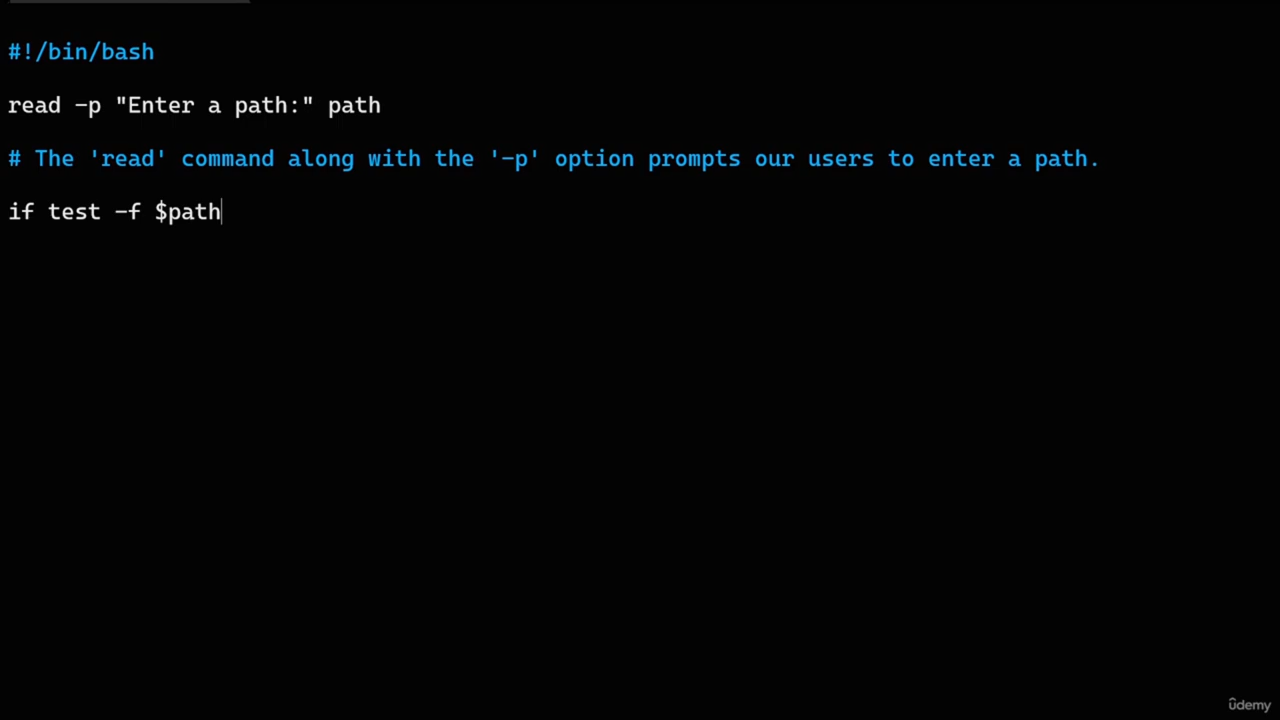 #!/bin/bash
read -p "Enter a path:" path
# The 'read' command along with the '-p' option prompts our users to enter a path.
if test -f $path
ûdemy